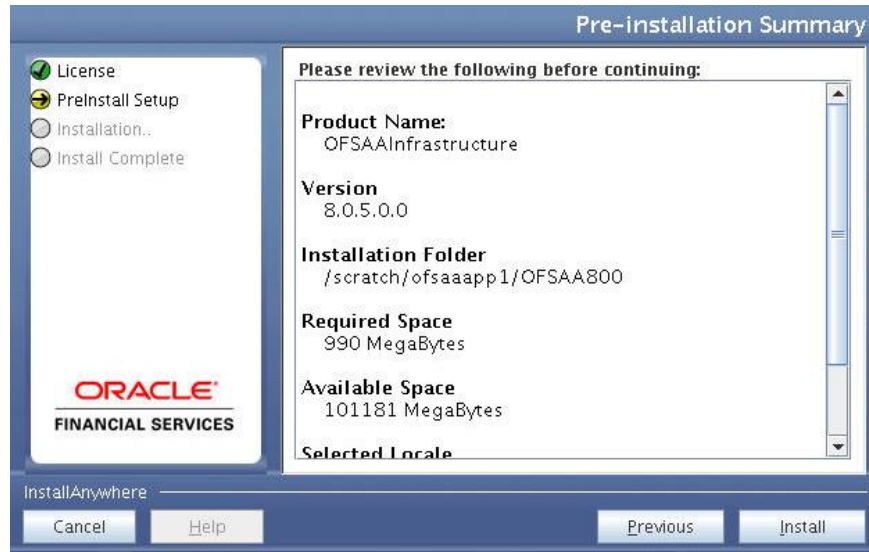 Pre-installation Summary
License
PreInstall Setup
Installation..
Install Complete
ORACLE
FINANCIAL SERVICES
Please review the following before continuing:
Product Name:
OFSAAInfrastructure
Version
8.0.5.0.0
Installation Folder
/scratch/ofsaaapp1/OFSAA800
Required Space
990 MegaBytes
Available Space
101181 MegaBytes
Selected Locale
InstallAnywhere
Cancel
Help
Previous
Install